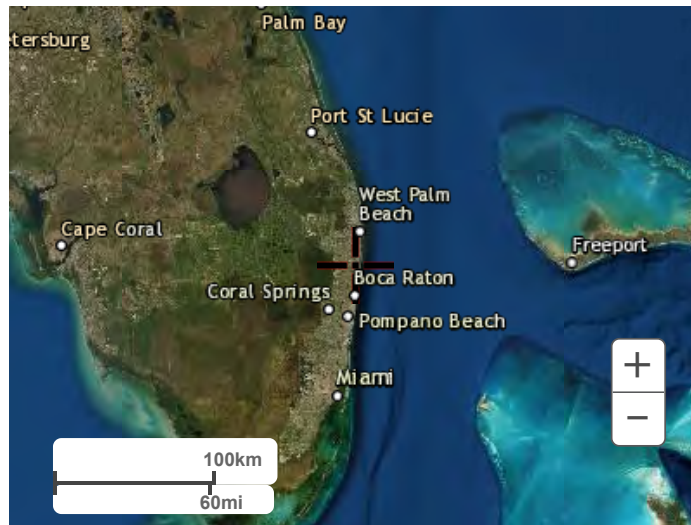 Palm Bay
etersburg
Port St Lucie
West Palm
Beach
Cape Coral
Freeport
Boca Raton
Coral Springs
Pompano Beach
Miami
100km
60mi